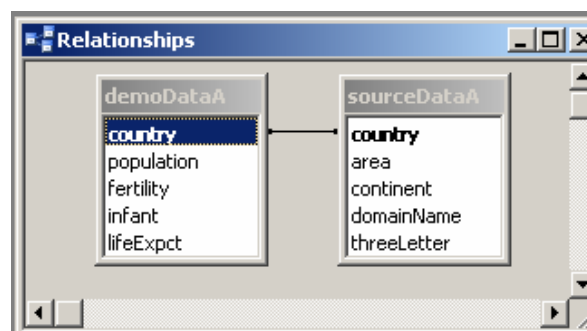 Relationships
demoDataA
country
population
fertility
infant
lifeExpct
sourceDataA
country
area
continent
domainName
threeLetter